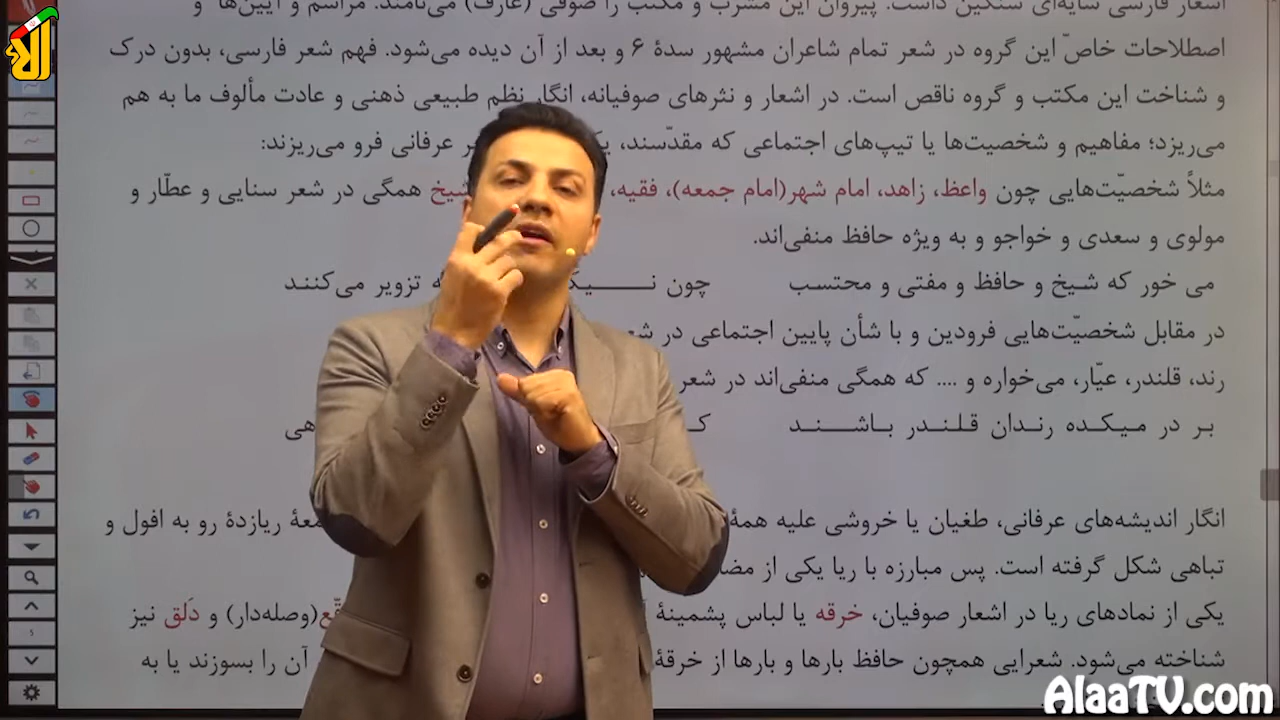 اشعار فارسی سایه‌ای سنگین داشت. پیروان این مشرب و مکتب را صوفی (عارف) می‌نامند. مراسم و آیین‌ها و
اصطلاحات خاصّ این گروه در شعر تمام شاعران مشهور سدهٔ ۶ و بعد از آن دیده می‌شود. فهم شعر فارسی، بدون درک
و شناخت این مکتب و گروه ناقص است. در اشعار و نثرهای صوفیانه، انگار نظم طبیعی ذهنی و عادت مألوف ما به هم
می‌ریزد؛ مفاهیم و شخصیت‌ها یا تیپ‌های اجتماعی که مقدّسند، عرفانی فرو می‌ریزند:
مثلاً شخصیّت‌هایی چون واعظ، زاهد، امام شهر(امام جمعه)، فقیه، شیخ همگی در شعر سنایی و عطّار و
مولوی و سعدی و خواجو و به ویژه حافظ منفی‌اند.
می خور که شیخ و حافظ و مفتی و محتسب چون تزویر می‌کنند
در مقابل شخصیّت‌هایی فرودین و با شأن پایین اجتماعی در
رند، قلندر، عیّار، می‌خواره و .... که همگی منفی‌اند در شعر
بر در میکده رندان قلندر باشند
انگار اندیشه‌های عرفانی، طغیان یا خروشی علیه همهٔ ریازدهٔ رو به افول و
تباهی شکل گرفته است. پس مبارزه با ریا یکی از
یکی از نمادهای ریا در اشعار صوفیان، خرقه یا لباس پشمینهٔ (وصله‌دار) و دَلق نیز
شناخته می‌شود. شعرایی همچون حافظ بارها و بارها از خرقهٔ آن را بسوزند یا به
الا
AlaaTV.com